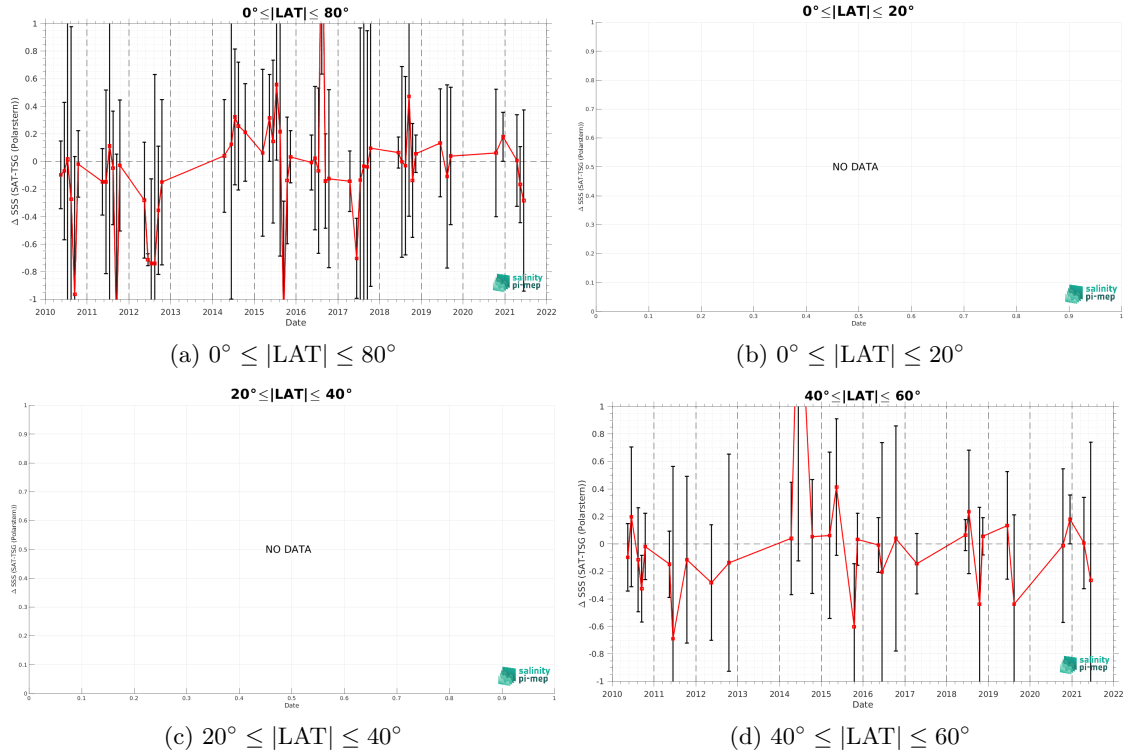 0°≤|LAT|≤ 80°
Δ SSS (SAT-TSG (Polarstern))
1
0.8
0.6
0.4
0.2
0
-0.2
-0.4
-0.6
-0.8
-1
2010 2011 2012 2013 2014 2015 2016 2017 2018 2019 2020 2021 2022
Date
salinity
pi-mep
(a) 0° ≤ |LAT| ≤ 80°
0°≤|LAT|≤ 20°
Δ SSS (SAT-TSG (Polarstern))
1
0.9
0.8
0.7
0.6
0.5
0.4
0.3
0.2
0.1
0
NO DATA
0 0.1 0.2 0.3 0.4 0.5 0.6 0.7 0.8 0.9 1
Date
salinity
pi-mep
(b) 0° ≤ |LAT| ≤ 20°
20°≤|LAT|≤ 40°
Δ SSS (SAT-TSG (Polarstern))
1
0.9
0.8
0.7
0.6
0.5
0.4
0.3
0.2
0.1
0
NO DATA
0 0.1 0.2 0.3 0.4 0.5 0.6 0.7 0.8 0.9 1
Date
salinity
pi-mep
(c) 20° ≤ |LAT| ≤ 40°
40°≤|LAT|≤ 60°
Δ SSS (SAT-TSG (Polarstern))
1
0.8
0.6
0.4
0.2
0
-0.2
-0.4
-0.6
-0.8
-1
2010 2011 2012 2013 2014 2015 2016 2017 2018 2019 2020 2021 2022
Date
salinity
pi-mep
(d) 40° ≤ |LAT| ≤ 60°